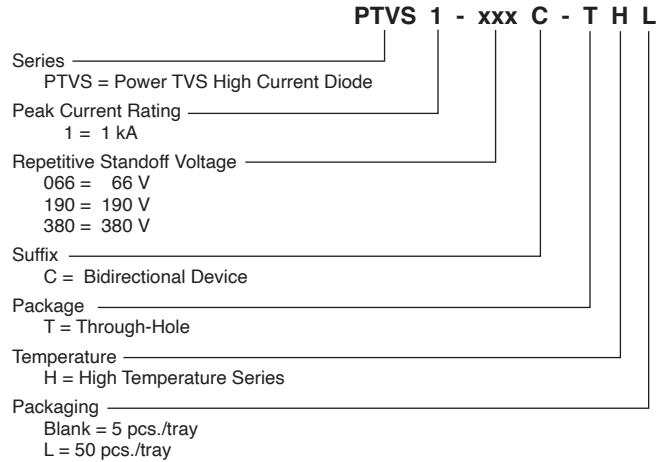 PTVS 1 - xxx C - T H L
Series
PTVS = Power TVS High Current Diode
Peak Current Rating
1 = 1 kA
Repetitive Standoff Voltage
066 = 66 V
190 = 190 V
380 = 380 V
Suffix
C = Bidirectional Device
Package
T = Through-Hole
Temperature
H = High Temperature Series
Packaging
Blank = 5 pcs./tray
L = 50 pcs./tray